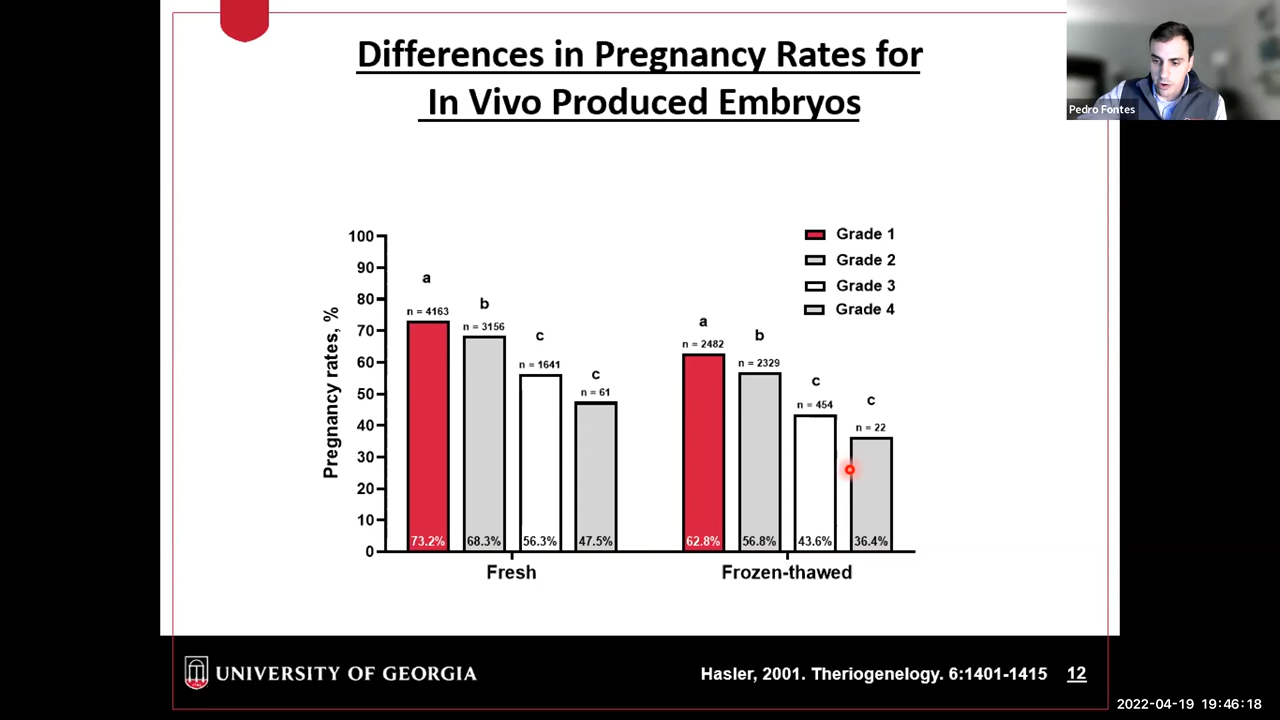 Differences in Pregnancy Rates for
In Vivo Produced Embryos
Pedro Fontes
Grade 1
Grade 2
Grade 3
Grade 4
Pregnancy rates, %
100
90
80
70
60
50
40
30
20
10
0
a
n = 4163
73.2%
b
n = 3156
68.3%
c
n = 1641
56.3%
c
n = 61
47.5%
a
n = 2482
62.8%
b
n = 2329
56.8%
c
n = 454
43.6%
c
n = 22
36.4%
Fresh
Frozen-thawed
UNIVERSITY OF GEORGIA
Hasler, 2001. Theriogenelogy. 6:1401-1415 12
2022-04-19 19:46:18